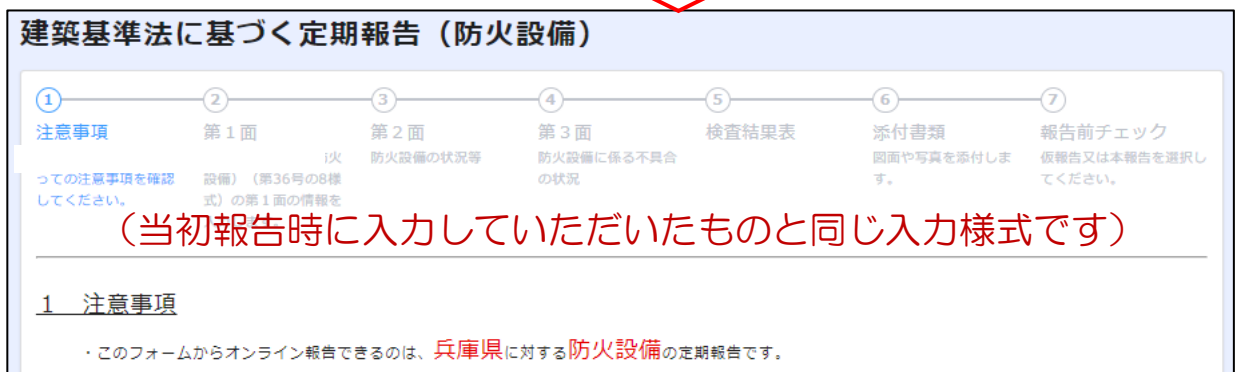 建築基準法に基づく定期報告（防火設備）
① ② ③ ④ ⑤ ⑥ ⑦
注意事項 第１面 第２面 第３面 検査結果表 添付書類 報告前チェック
火 防火設備の状況等 防火設備に係る不具合 図面や写真を添付しま 仮報告又は本報告を選択し
っての注意事項を確認 設備）（第36号の8様 の状況 す。 てください。
してください。 式）の第１面の情報を
（当初報告時に入力していただいたものと同じ入力様式です）
１ 注意事項
・このフォームからオンライン報告できるのは、兵庫県に対する防火設備の定期報告です。